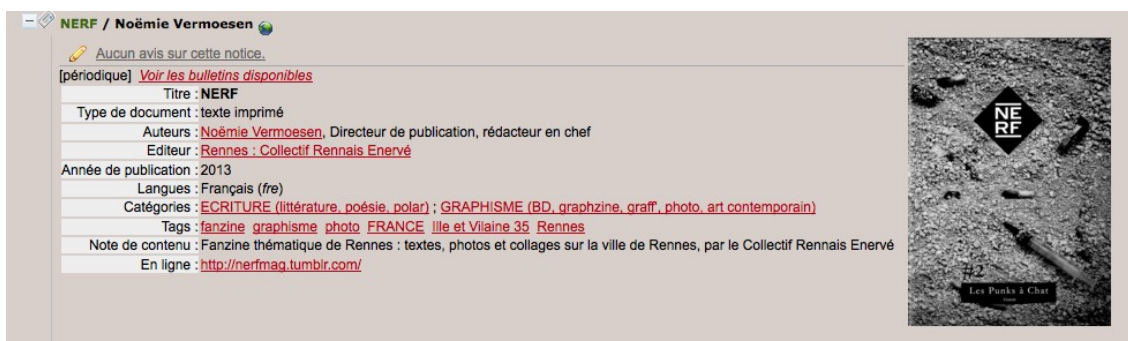 NERF / Noëmie Vermoesen
Aucun avis sur cette notice.
[périodique] Voir les bulletins disponibles
Titre : NERF
Type de document : texte imprimé
Auteurs : Noëmie Vermoesen, Directeur de publication, rédacteur en chef
Editeur : Rennes : Collectif Rennais Enervé
Année de publication : 2013
Langues : Français (fre)
Catégories : ECRITURE (littérature, poésie, polar) ; GRAPHISME (BD, graphzine, graff', photo, art contemporain)
Tags : fanzine graphisme photo FRANCE Ille et Vilaine 35 Rennes
Note de contenu : Fanzine thématique de Rennes : textes, photos et collages sur la ville de Rennes, par le Collectif Rennais Enervé
En ligne : http://nerfmag.tumblr.com/
NE
RF
#2
Les Punks à Chat